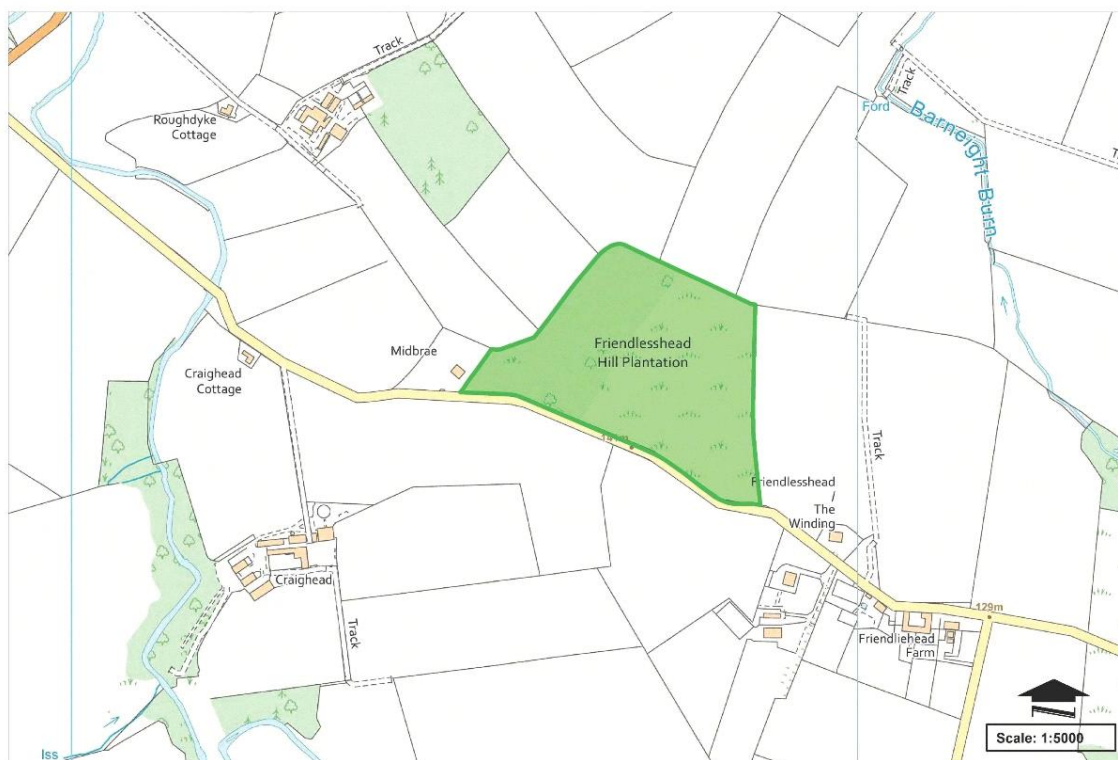 Track
Roughdyke
Cottage
Ford
Track
Barneight Burn
Midbrae
Craighead
Cottage
Friendlesshead
Hill Plantation
141m
Track
Friendlesshead
The
Winding
Craighead
Track
129m
Friendliehead
Farm
Iss
Scale: 1:5000